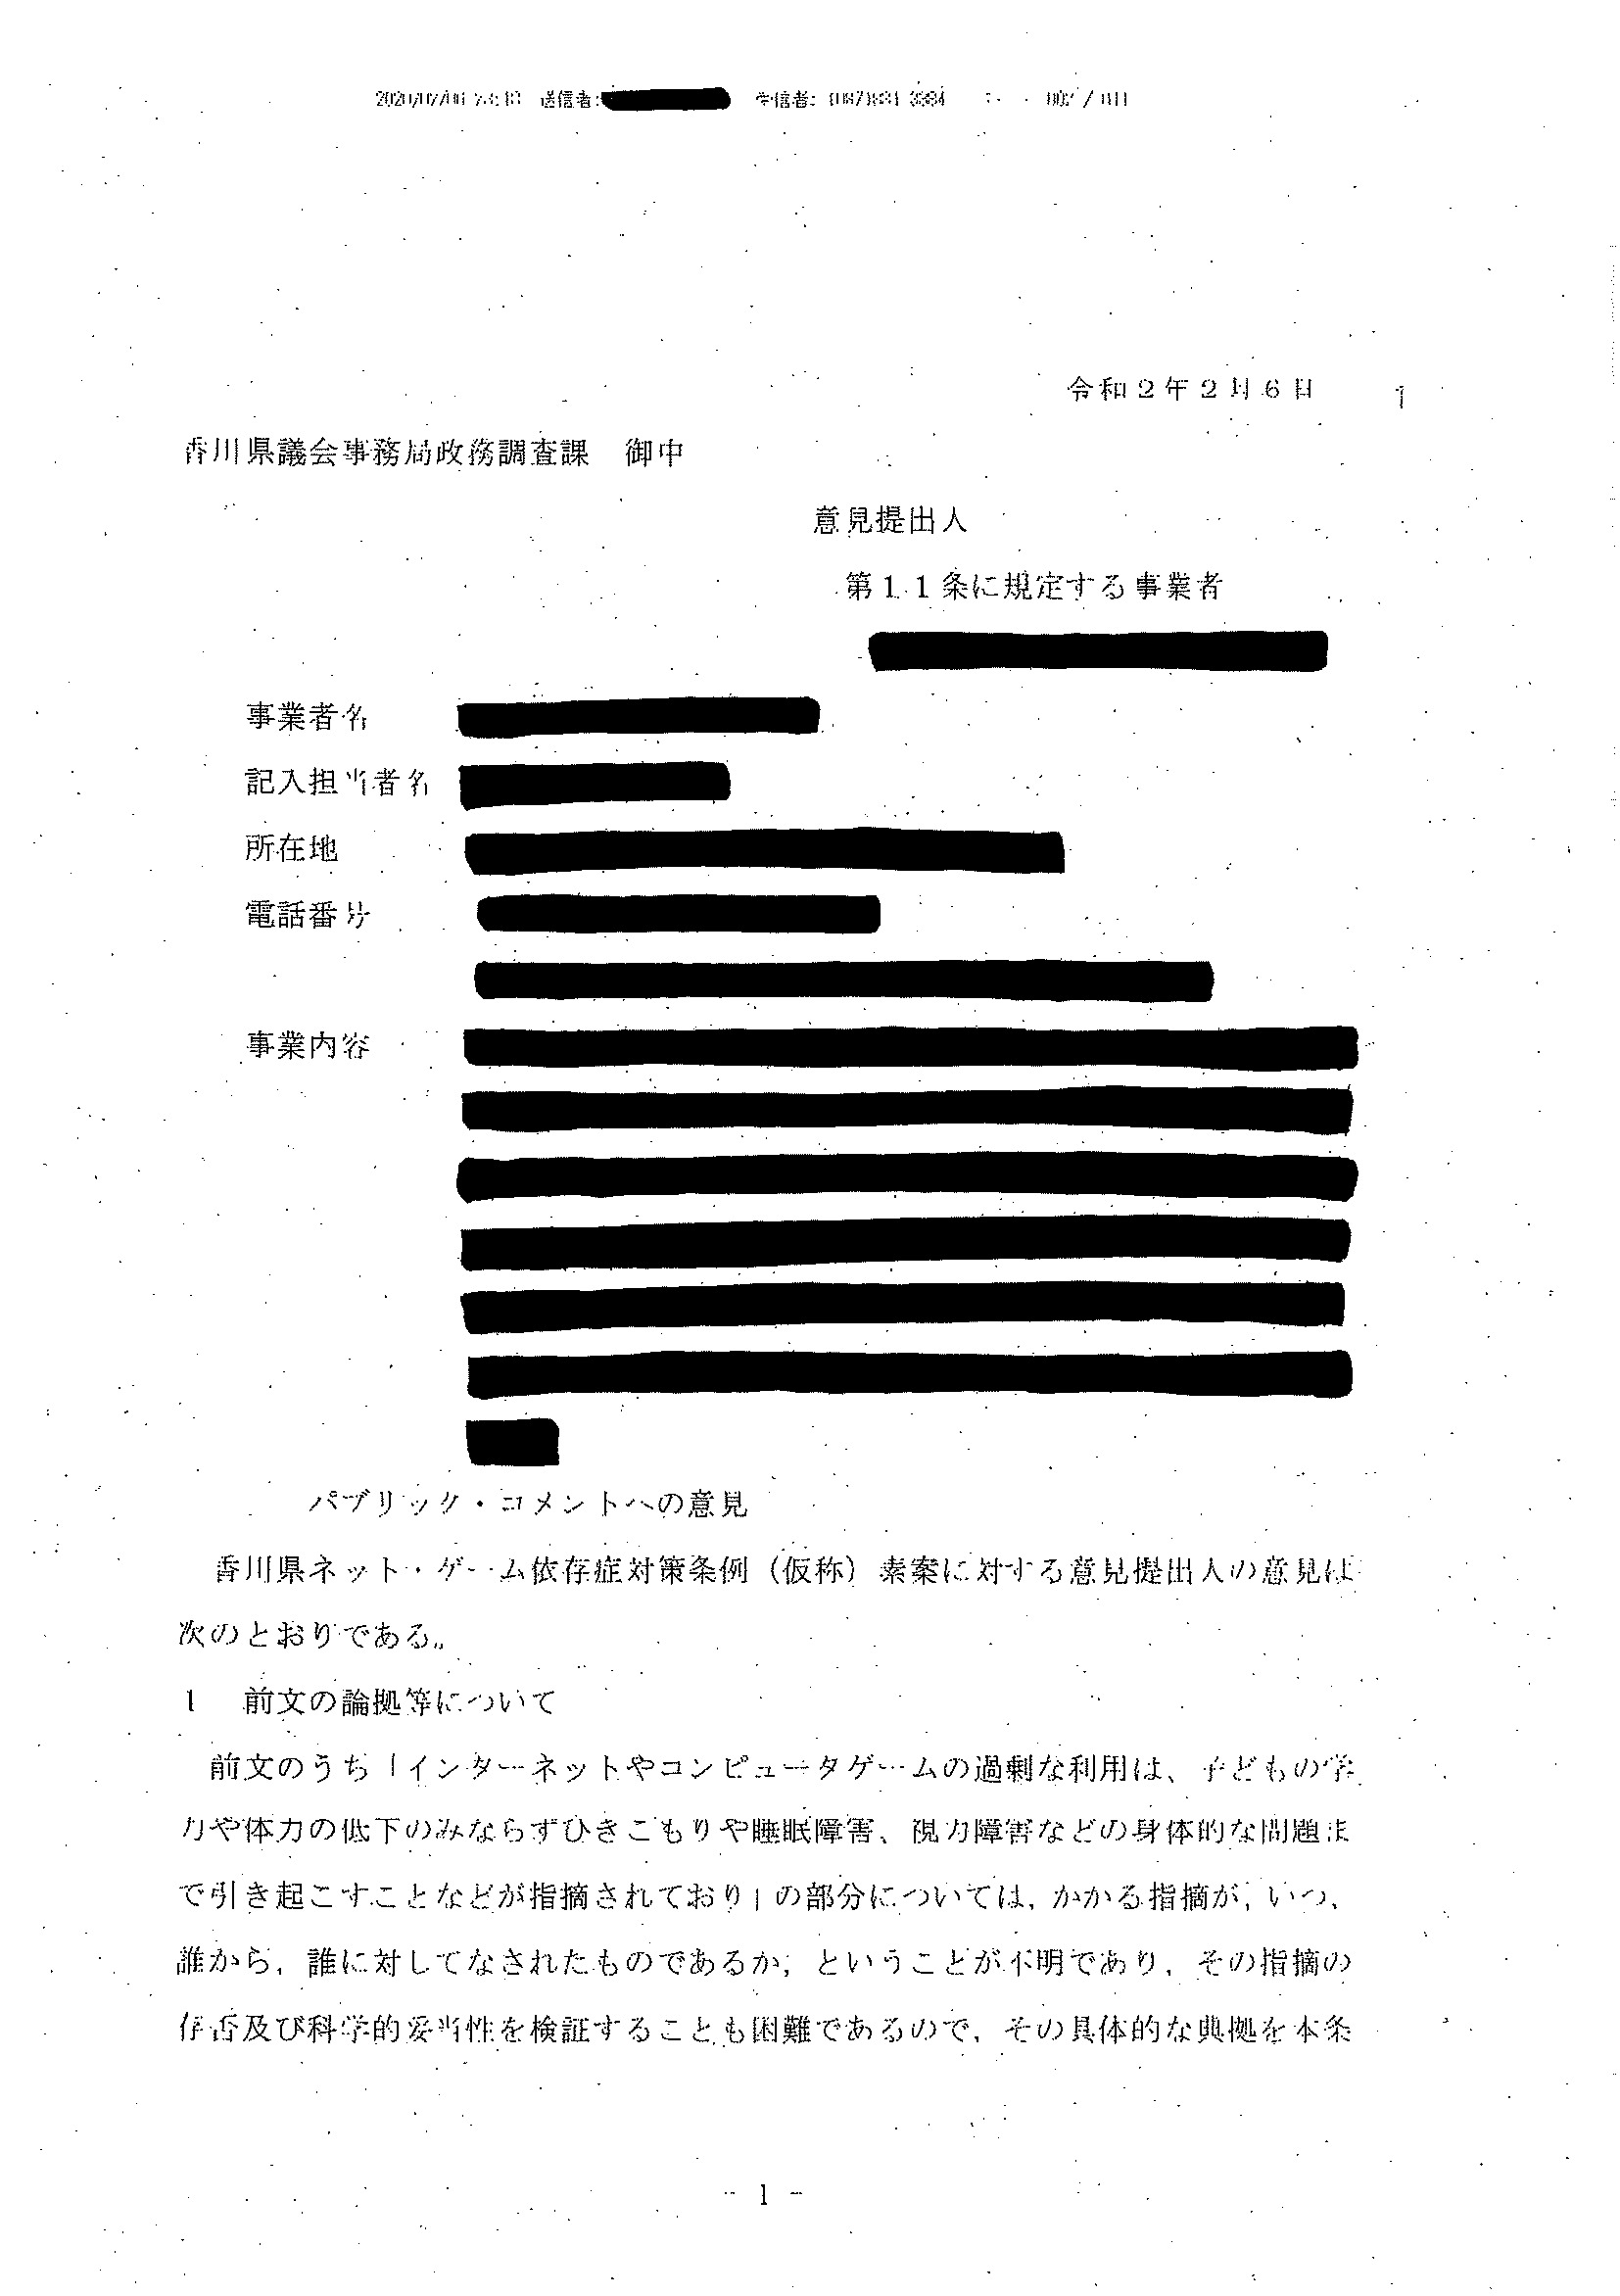 送信者:
令和2年2月6日
1
香川県議会事務局政務調査課　御中
意見提出人
第11条に規定する事業者
事業者名
記入担当者名
所在地
電話番号
事業内容
パブリック・コメントへの意見
香川県ネット・ゲーム依存症対策条例（仮称）素案に対する意見提出人の意見は
次のとおりである。
1　前文の論拠等について
前文のうち「インターネットやコンピュータゲームの過剰な利用は、子どもの学
力や体力の低下のみならずひきこもりや睡眠障害、視力障害などの身体的な問題ま
で引き起こすことなどが指摘されており」の部分については，かかる指摘が，いつ，
誰から，誰に対してなされたものであるか，ということが不明であり，その指摘の
存否及び科学的妥当性を検証することも困難であるので，その具体的な典拠を本条
- 1 -